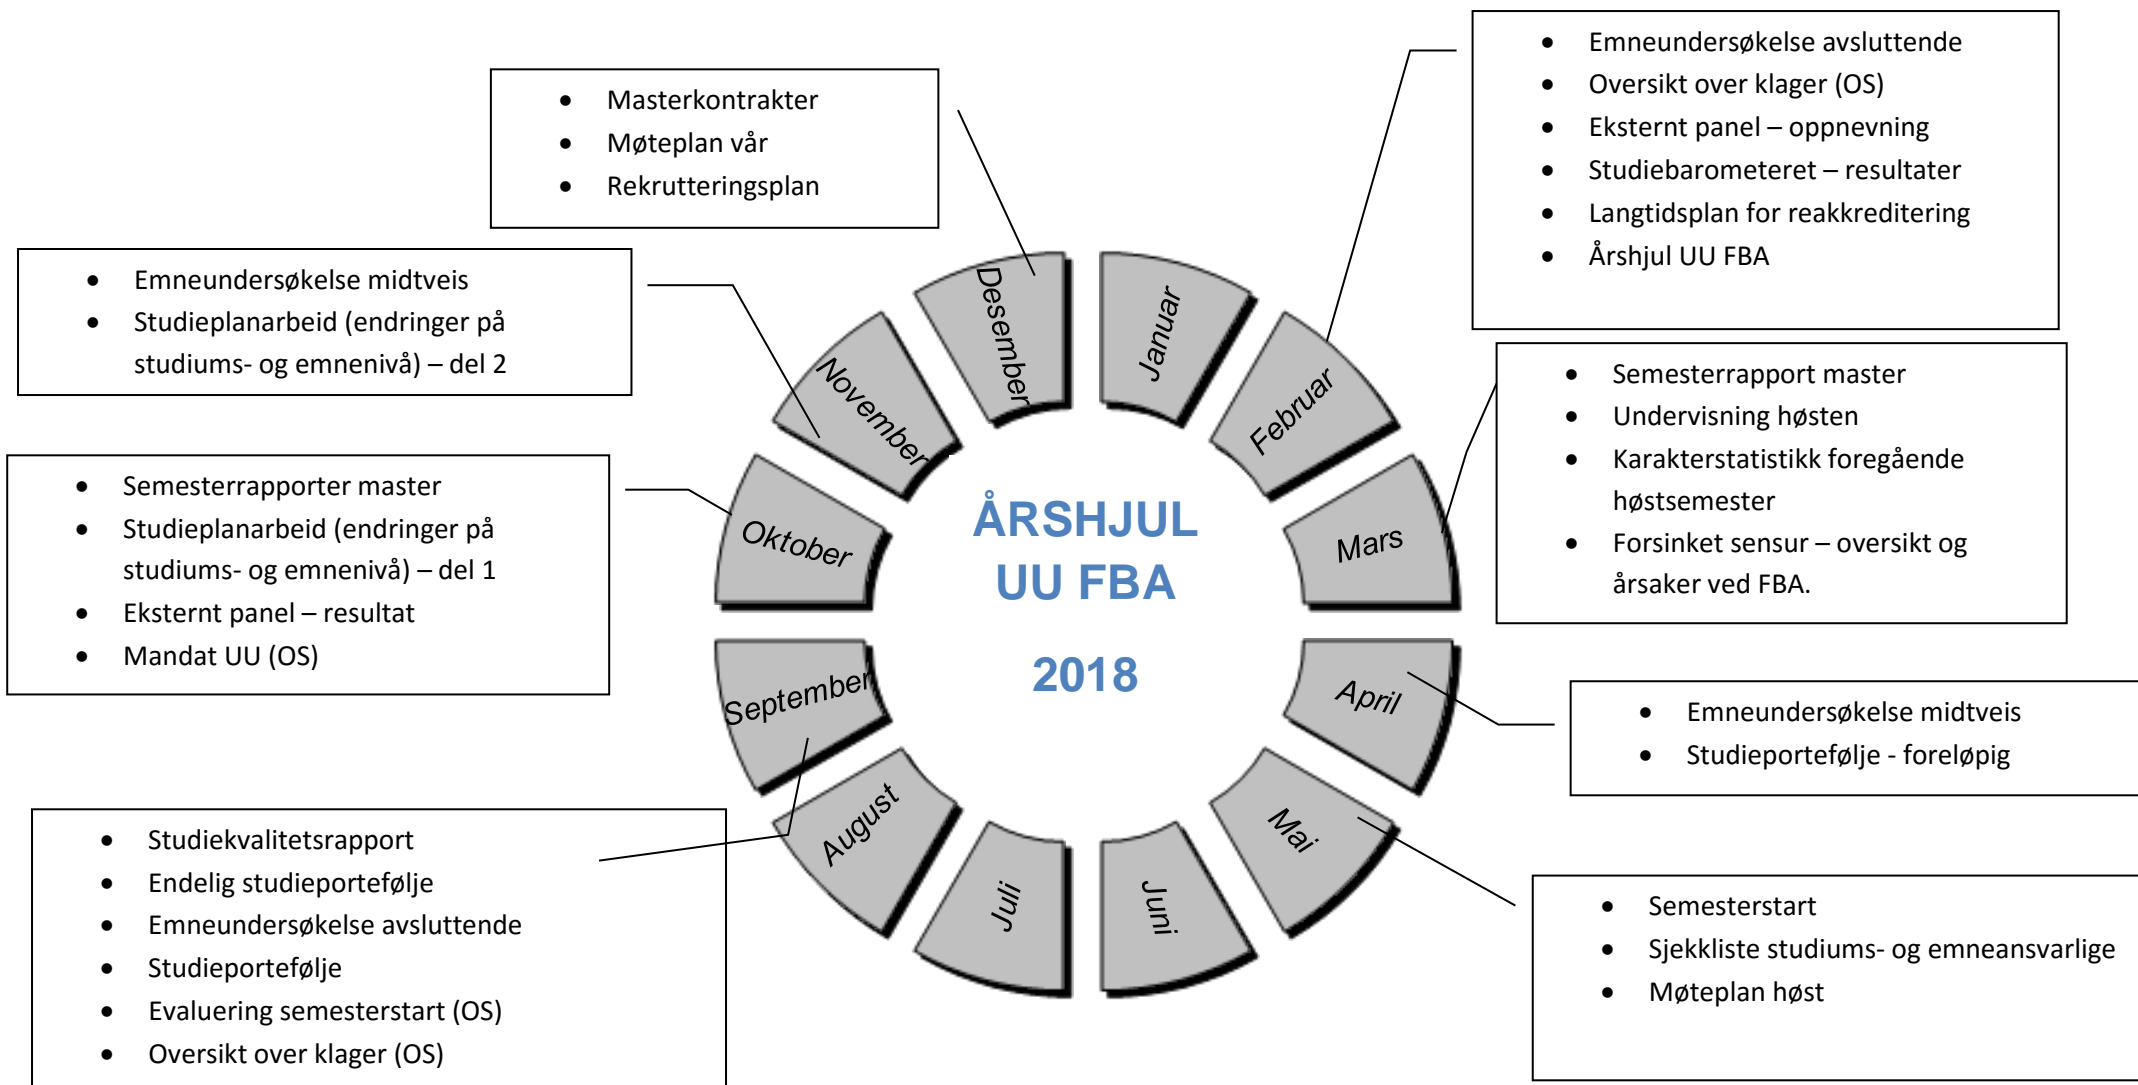 • Masterkontrakter
• Møteplan vår
• Rekrutteringsplan
• Emneundersøkelse avsluttende
• Oversikt over klager (OS)
• Eksternt panel – oppnevning
• Studiebarometeret – resultater
• Langtidsplan for reakkreditering
• Årshjul UU FBA
• Emneundersøkelse midtveis
• Studieplanarbeid (endringer på
studiums- og emnenivå) – del 2
• Semesterrapport master
• Undervisning høsten
• Karakterstatistikk foregående
høstsemester
• Forsinket sensur – oversikt og
årsaker ved FBA.
• Semesterrapporter master
• Studieplanarbeid (endringer på
studiums- og emnenivå) – del 1
• Eksternt panel – resultat
• Mandat UU (OS)
• Emneundersøkelse midtveis
• Studieportefølje - foreløpig
• Studiekvalitetsrapport
• Endelig studieportefølje
• Emneundersøkelse avsluttende
• Studieportefølje
• Evaluering semesterstart (OS)
• Oversikt over klager (OS)
• Semesterstart
• Sjekkliste studiums- og emneansvarlige
• Møteplan høst
Januar
Februar
Mars
April
Mai
Juni
Juli
August
September
Oktober
November
Desember
ÅRSHJUL
UU FBA
2018